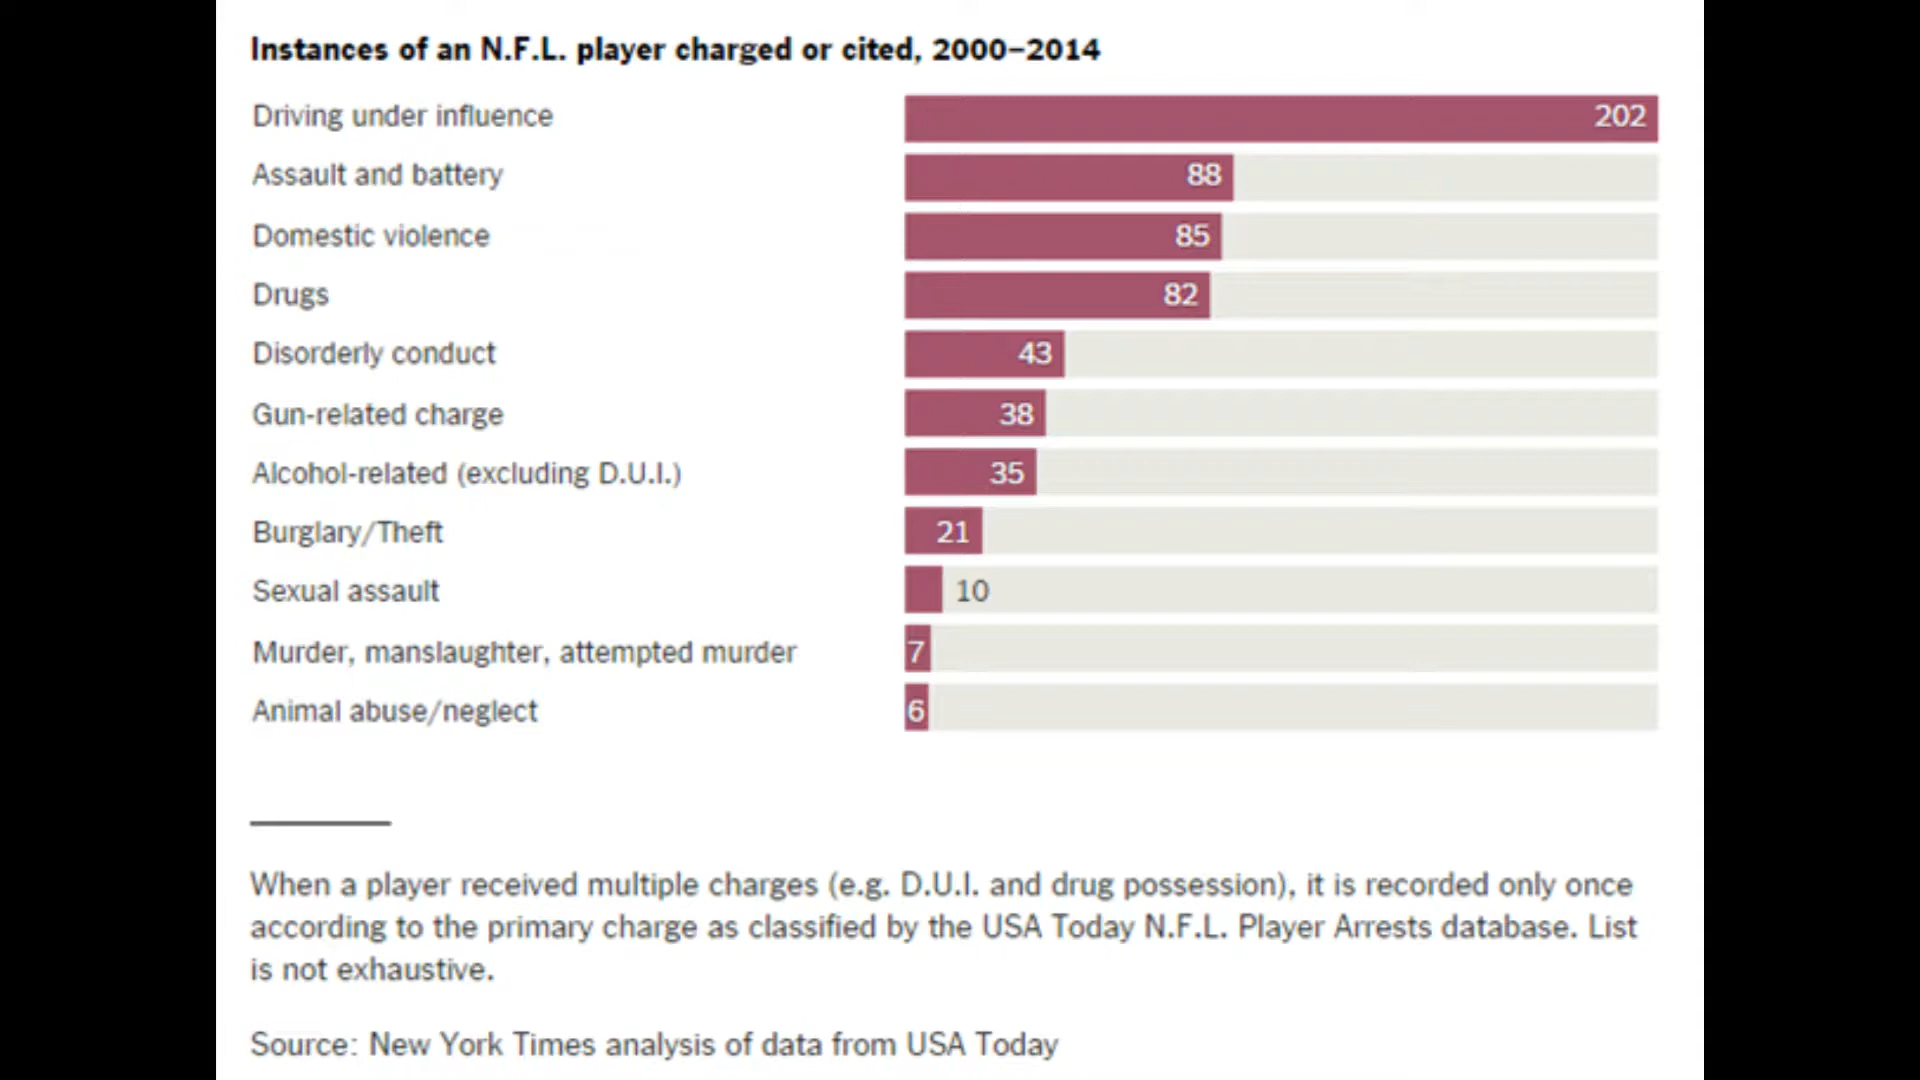 Instances of an N.F.L. player charged or cited, 2000–2014
Driving under influence 202
Assault and battery 88
Domestic violence 85
Drugs 82
Disorderly conduct 43
Gun-related charge 38
Alcohol-related (excluding D.U.I.) 35
Burglary/Theft 21
Sexual assault 10
Murder, manslaughter, attempted murder 7
Animal abuse/neglect 6
When a player received multiple charges (e.g. D.U.I. and drug possession), it is recorded only once
according to the primary charge as classified by the USA Today N.F.L. Player Arrests database. List
is not exhaustive.
Source: New York Times analysis of data from USA Today